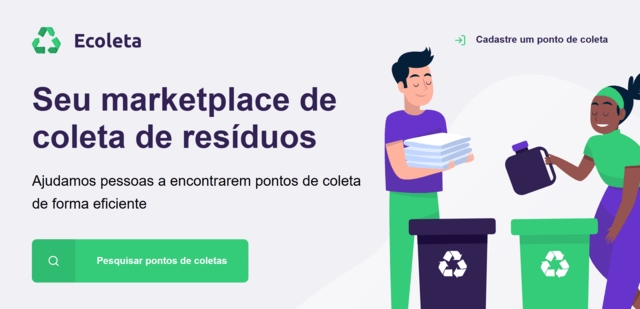 Ecoleta
Cadastre um ponto de coleta
Seu marketplace de
coleta de resíduos
Ajudamos pessoas a encontrarem pontos de coleta
de forma eficiente
Pesquisar pontos de coletas